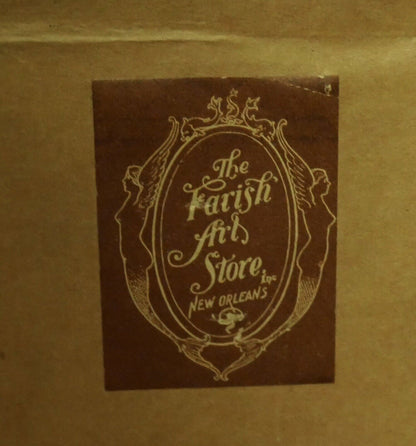 The
Farish
Art
Store, Inc
NEW ORLEANS